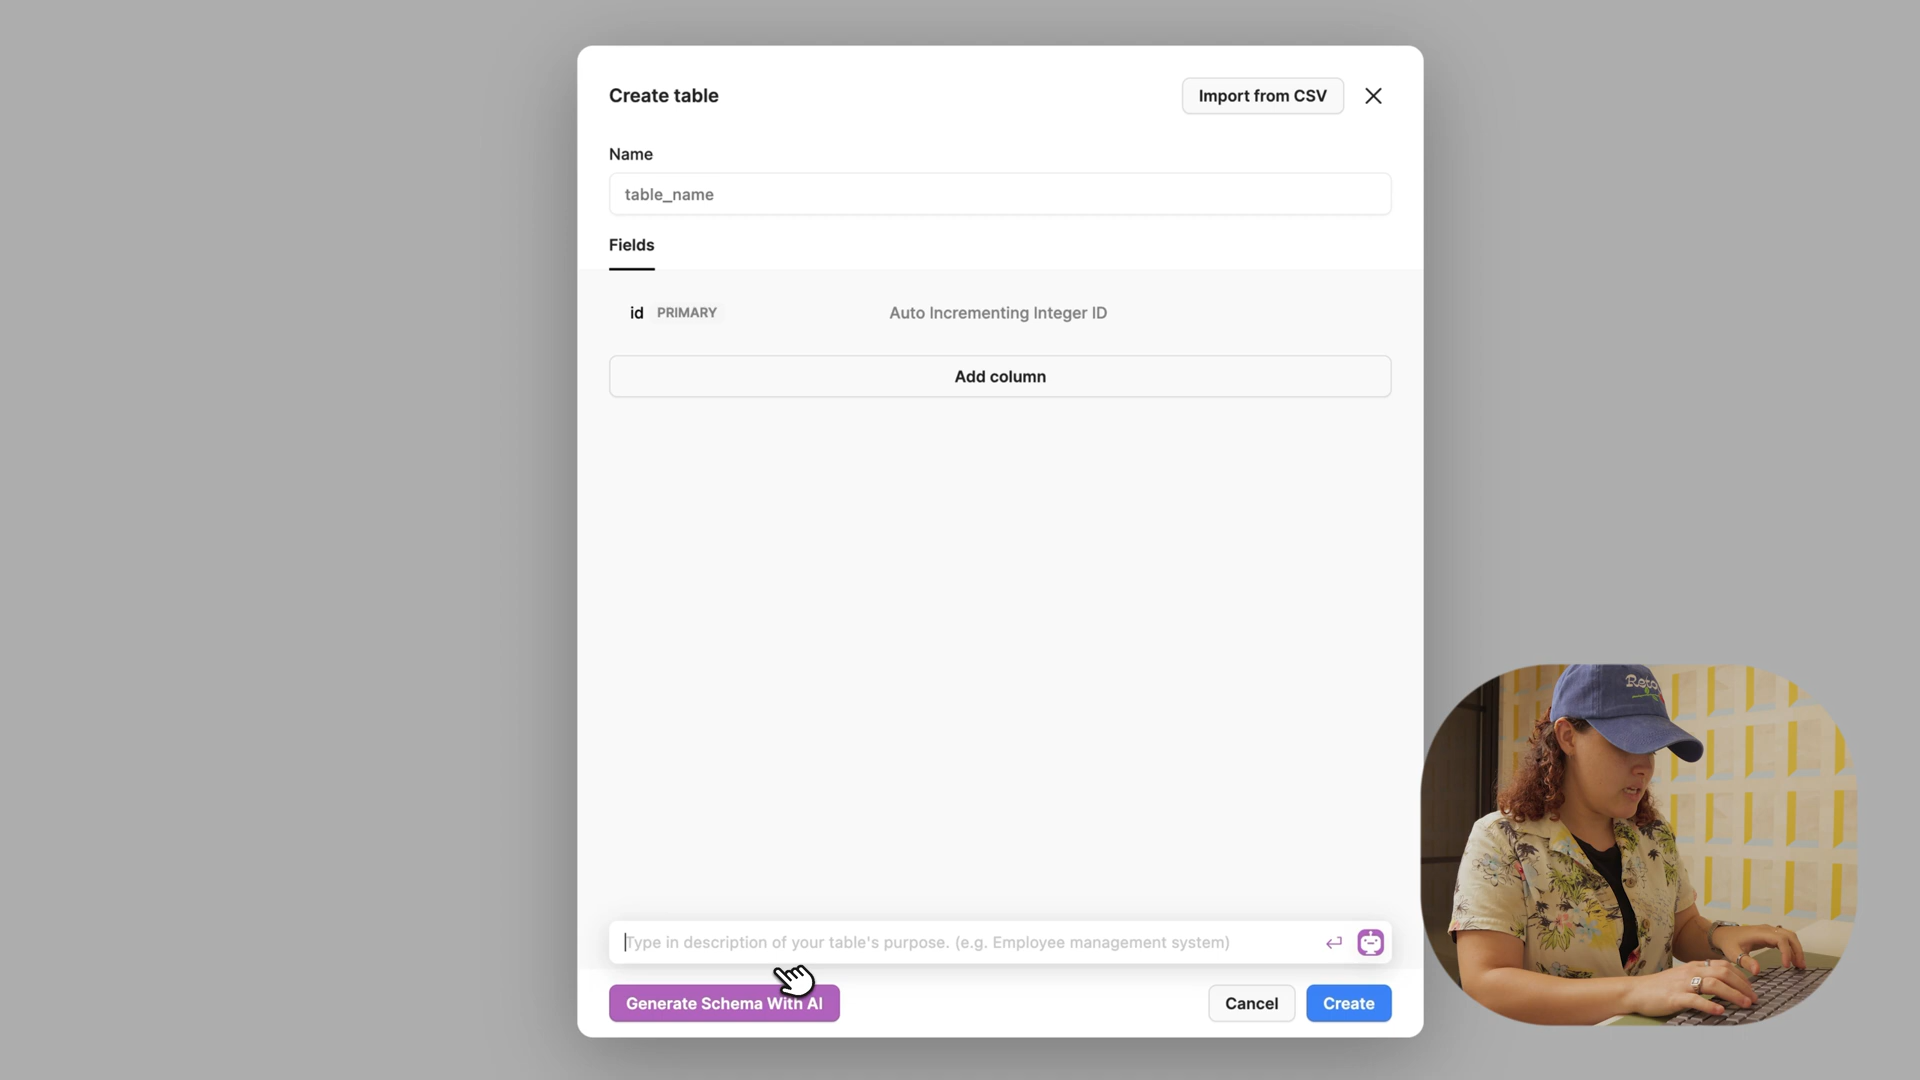 Create table
Import from CSV
Name
table_name
Fields
id PRIMARY
Auto Incrementing Integer ID
Add column
Type in description of your table's purpose. (e.g. Employee management system)
Generate Schema With AI
Cancel
Create